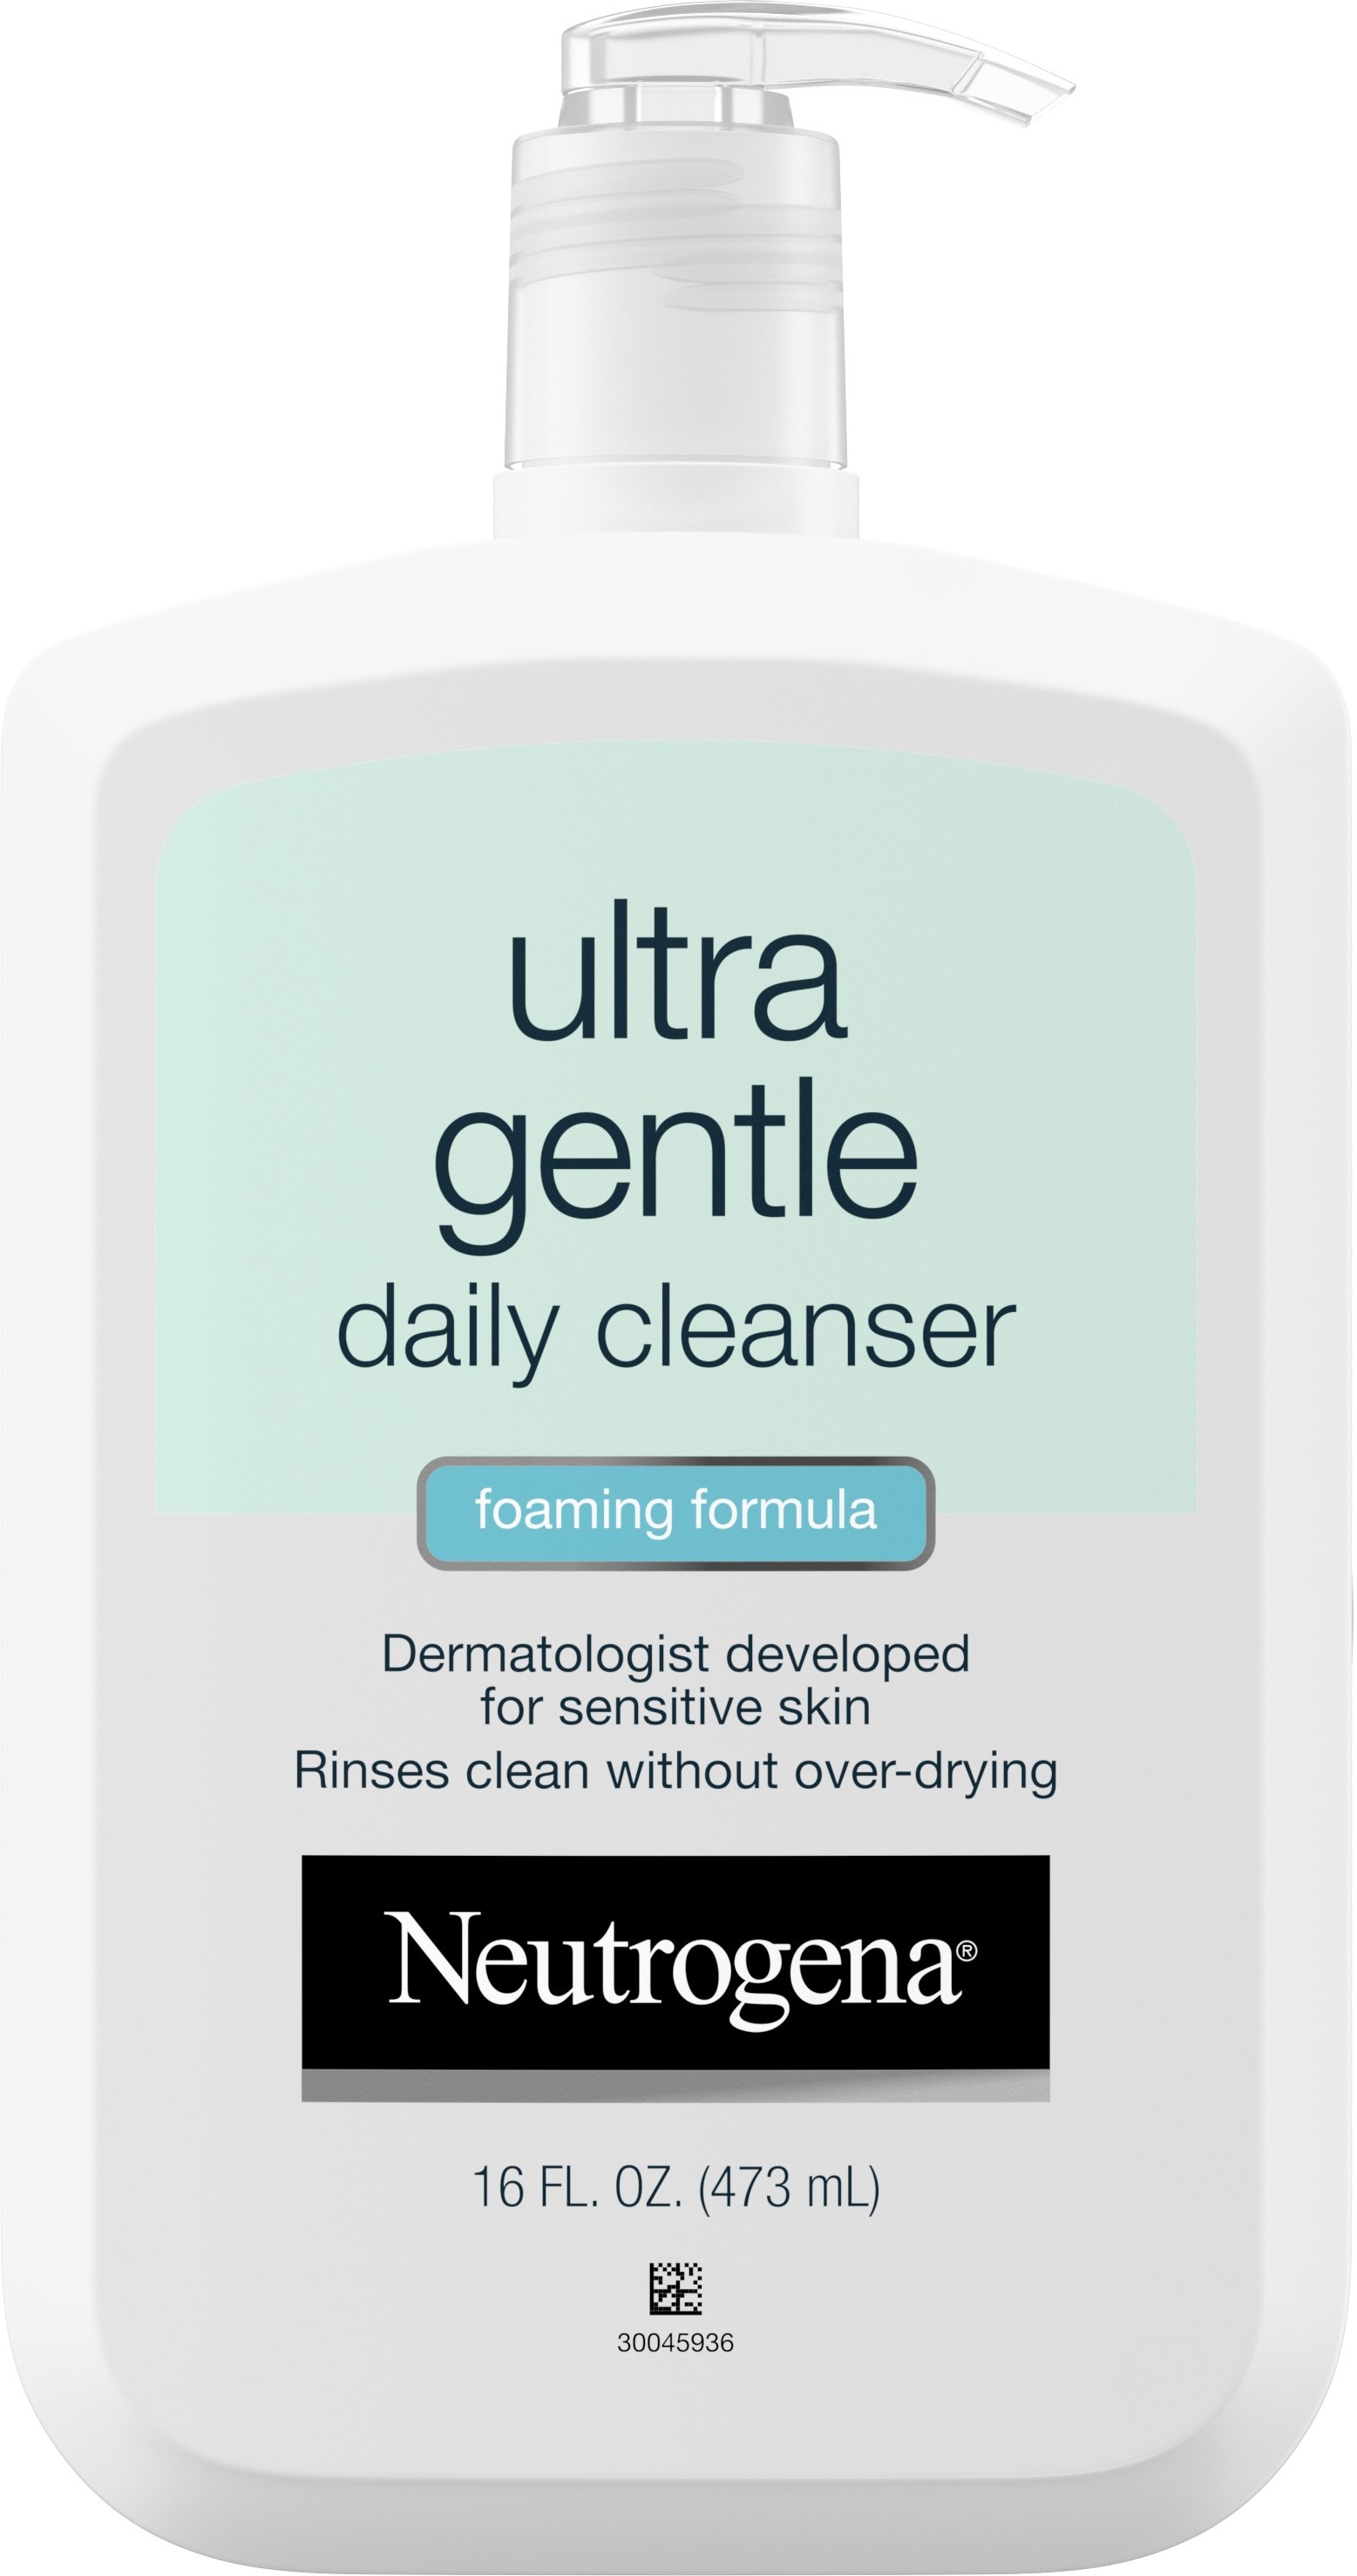 ultra
gentle
daily cleanser
foaming formula
Dermatologist developed
for sensitive skin
Rinses clean without over-drying
Neutrogena®
16 FL. OZ. (473 mL)
30045936